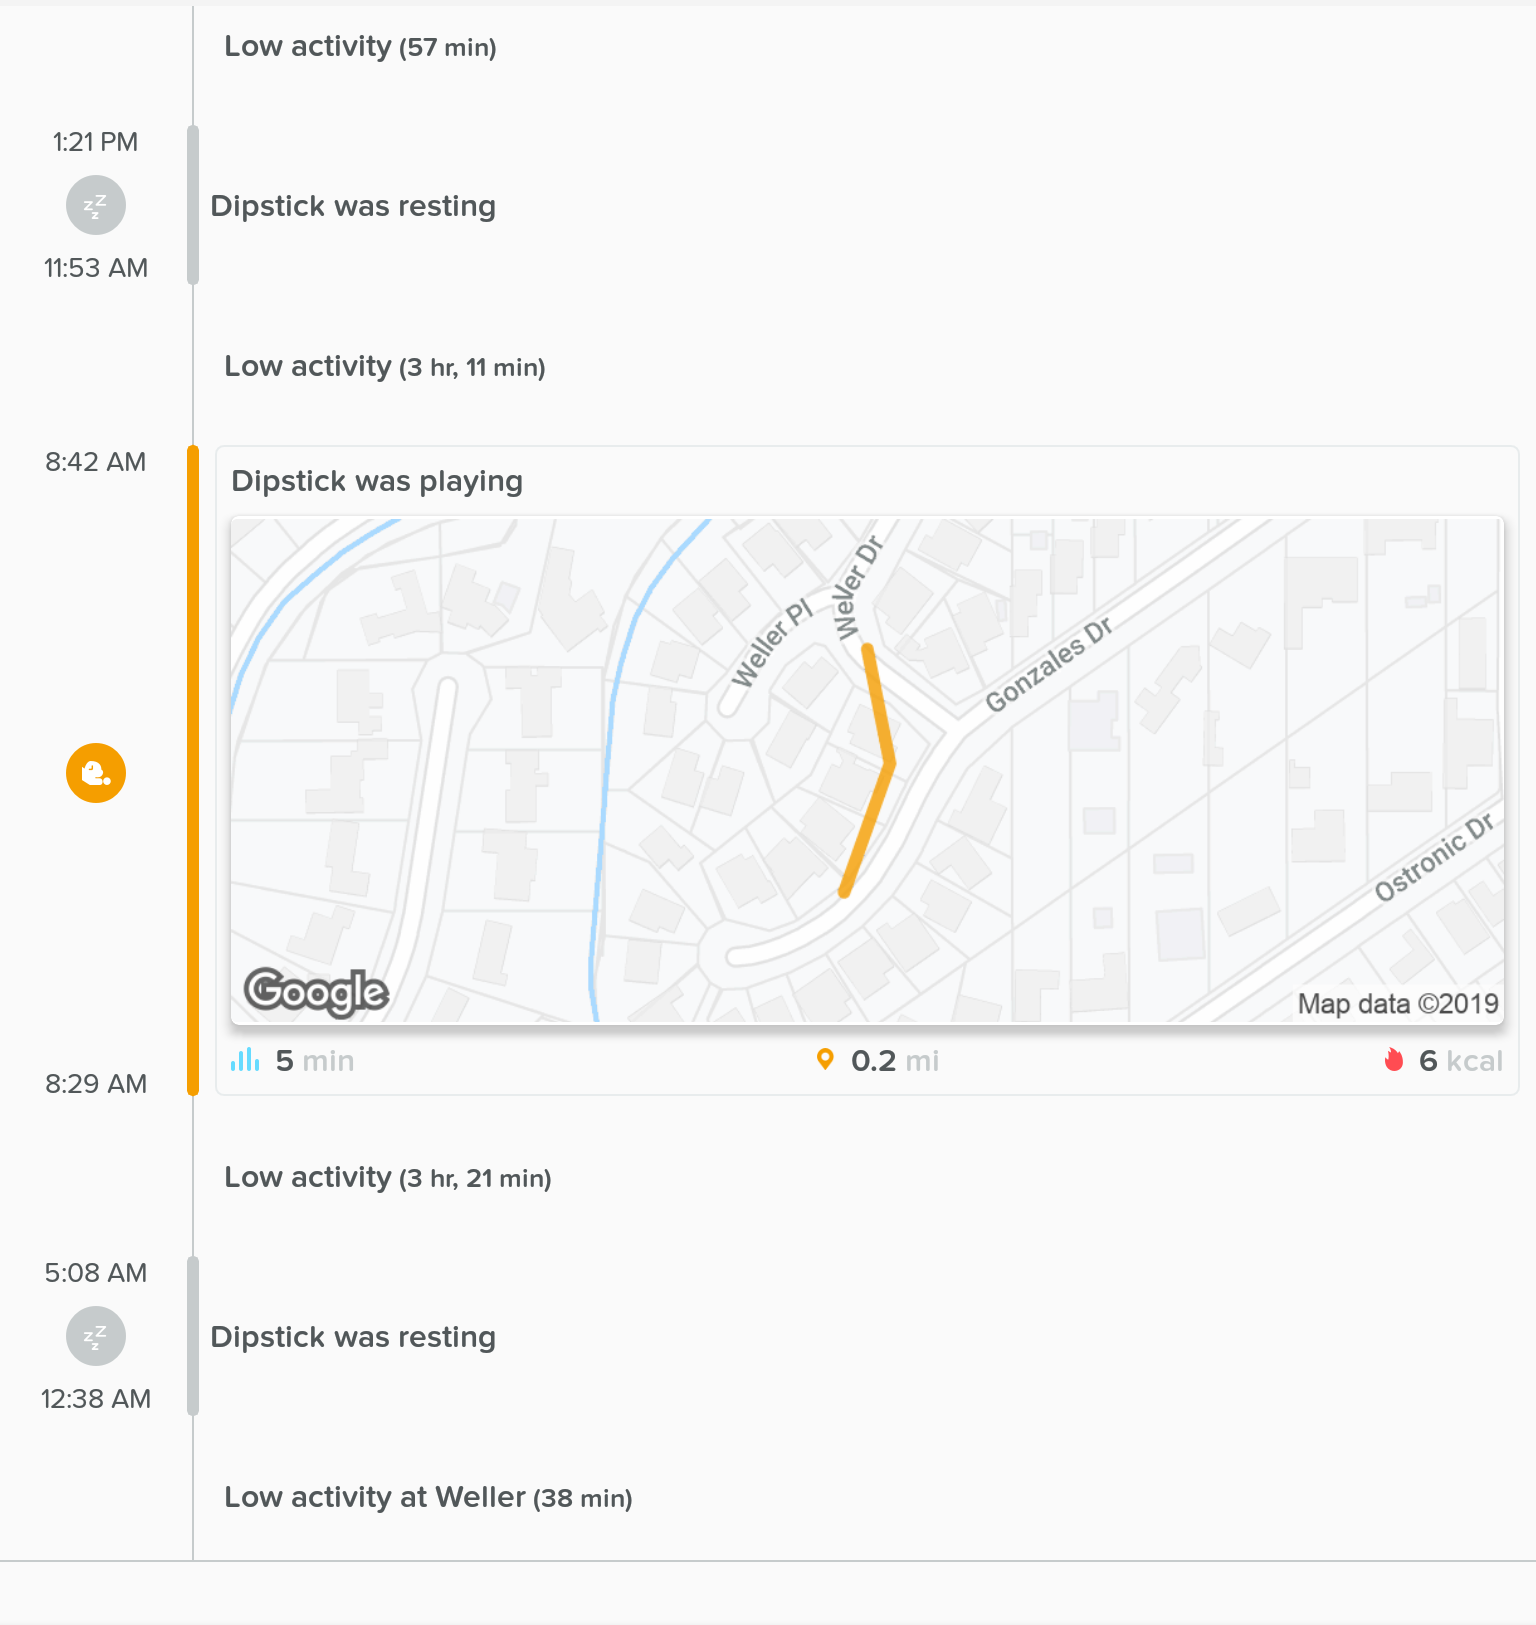 Low activity (57 min)
1:21 PM
zzz
Dipstick was resting
11:53 AM
Low activity (3 hr, 11 min)
8:42 AM
Dipstick was playing
Weller Dr
Weller Pl
Gonzales Dr
Ostronic Dr
Google
Map data ©2019
5 min
0.2 mi
6 kcal
8:29 AM
Low activity (3 hr, 21 min)
5:08 AM
zzz
Dipstick was resting
12:38 AM
Low activity at Weller (38 min)